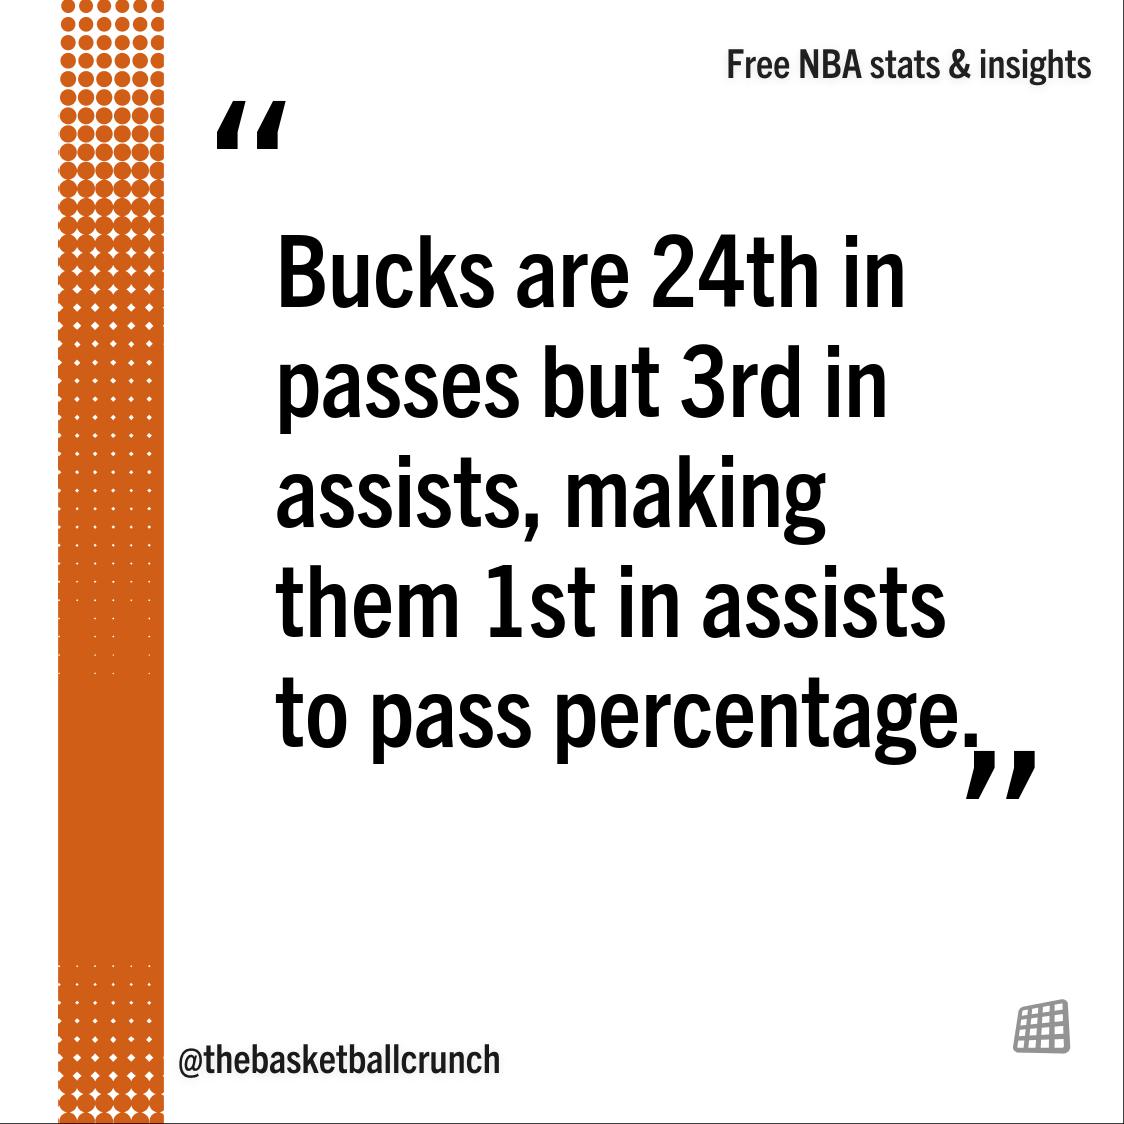 Free NBA stats & insights
“
Bucks are 24th in
passes but 3rd in
assists, making
them 1st in assists
to pass percentage.
”
@thebasketballcrunch